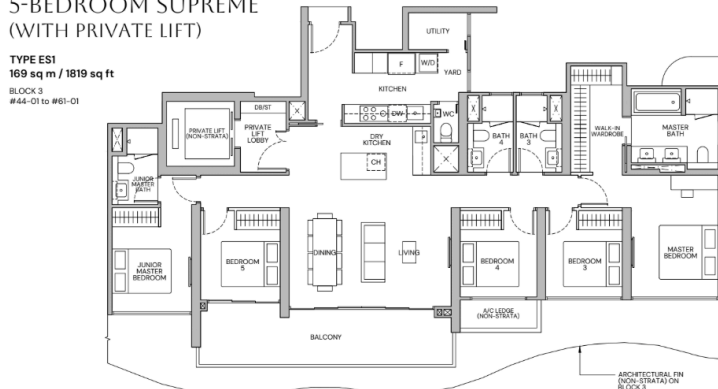 5-BEDROOM SUPREME
(WITH PRIVATE LIFT)
TYPE ES1
169 sq m / 1819 sq ft
BLOCK 3
#44-01 to #61-01
UTILITY
F
W/D
YARD
KITCHEN
PRIVATE LIFT
(NON-STRATA)
DB/ST
PRIVATE
LIFT
LOBBY
DW
WC
DRY
KITCHEN
CH
BATH
4
BATH
3
WALK-IN
WARDROBE
MASTER
BATH
JUNIOR
MASTER
BATH
JUNIOR
MASTER
BEDROOM
BEDROOM
5
DINING
LIVING
BEDROOM
4
BEDROOM
3
MASTER
BEDROOM
A/C LEDGE
(NON-STRATA)
BALCONY
ARCHITECTURAL FIN
(NON-STRATA) ON
BLOCK 3